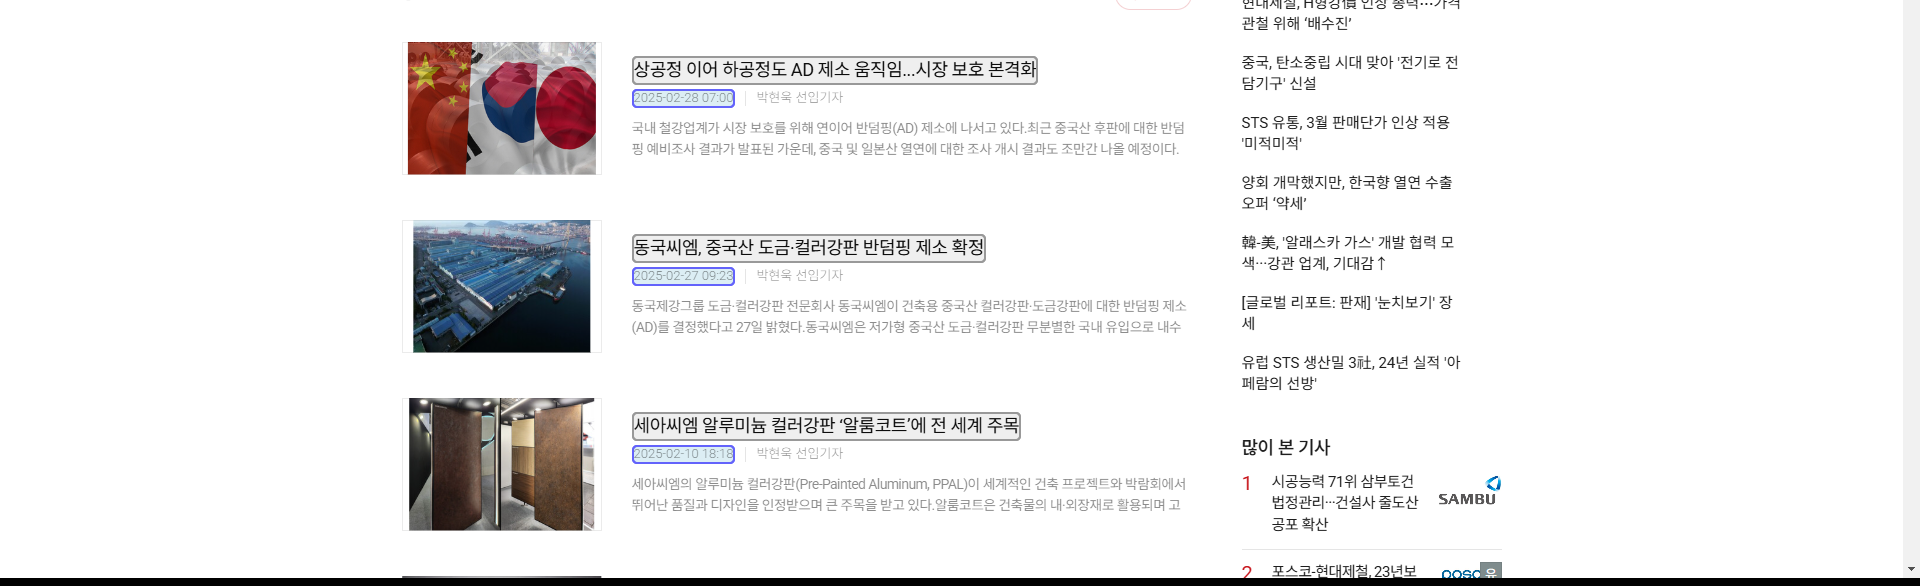 상공정 이어 하공정도 AD 제소 움직임...시장 보호 본격화
2025-02-28 07:00
박현욱 선임기자
국내 철강업계가 시장 보호를 위해 연이어 반덤핑(AD) 제소에 나서고 있다.최근 중국산 후판에 대한 반덤
핑 예비조사 결과가 발표된 가운데, 중국 및 일본산 열연에 대한 조사 개시 결과도 조만간 나올 예정이다.
동국씨엠, 중국산 도금·컬러강판 반덤핑 제소 확정
2025-02-27 09:23
박현욱 선임기자
동국제강그룹 도금·컬러강판 전문회사 동국씨엠이 건축용 중국산 컬러강판·도금강판에 대한 반덤핑 제소
(AD)를 결정했다고 27일 밝혔다.동국씨엠은 저가형 중국산 도금·컬러강판 무분별한 국내 유입으로 내수
세아씨엠 알루미늄 컬러강판 ‘알룸코트’에 전 세계 주목
2025-02-10 18:18
박현욱 선임기자
세아씨엠의 알루미늄 컬러강판(Pre-Painted Aluminum, PPAL)이 세계적인 건축 프로젝트와 박람회에서
뛰어난 품질과 디자인을 인정받으며 큰 주목을 받고 있다.알룸코트은 건축물의 내·외장재로 활용되며 고
현대제철, H형강價 인상 총력···가격
관철 위해 ‘배수진’
중국, 탄소중립 시대 맞아 '전기로 전
담기구' 신설
STS 유통, 3월 판매단가 인상 적용
'미적미적'
양회 개막했지만, 한국향 열연 수출
오퍼 ‘약세’
韓-美, '알래스카 가스' 개발 협력 모
색···강관 업계, 기대감↑
[글로벌 리포트: 판재] '눈치보기' 장
세
유럽 STS 생산밀 3社, 24년 실적 '아
페람의 선방'
많이 본 기사
1
시공능력 71위 삼부토건
법정관리···건설사 줄도산
공포 확산
SAMBU
2
포스코-현대제철, 23년보
posc
유